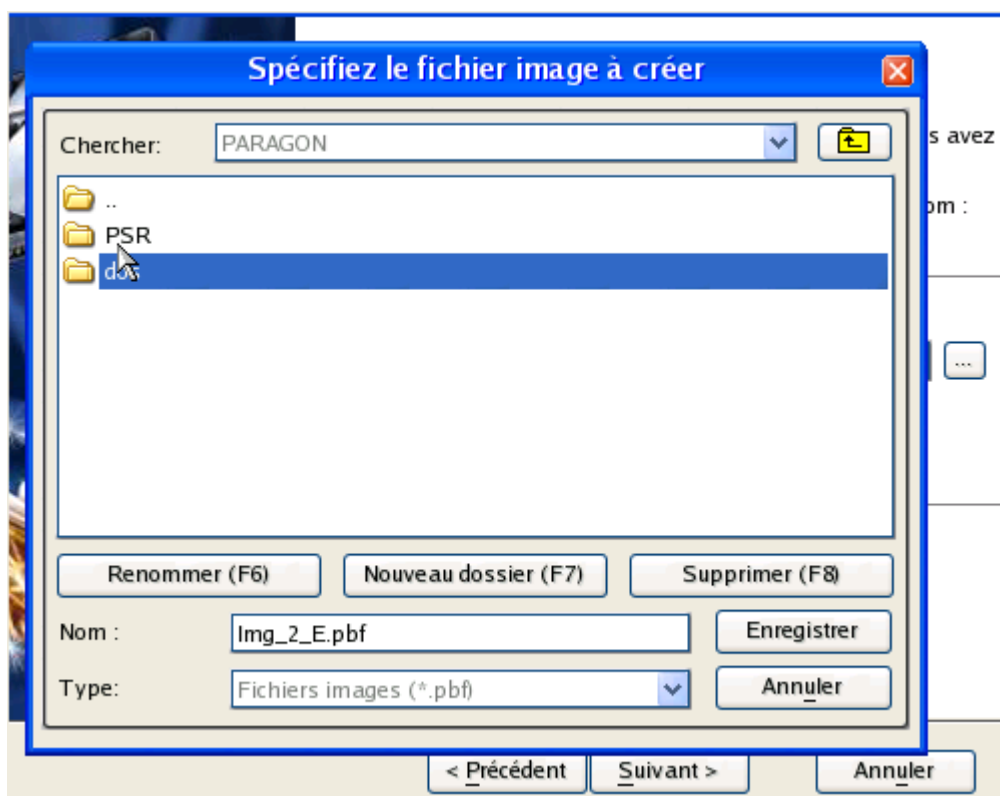 Spécifiez le fichier image à créer
Chercher: PARAGON
s avez
..
om :
PSR
dos
...
Renommer (F6) Nouveau dossier (F7) Supprimer (F8)
Nom : Img_2_E.pbf Enregistrer
Type: Fichiers images (*.pbf) Annuler
< Précédent Suivant > Annuler